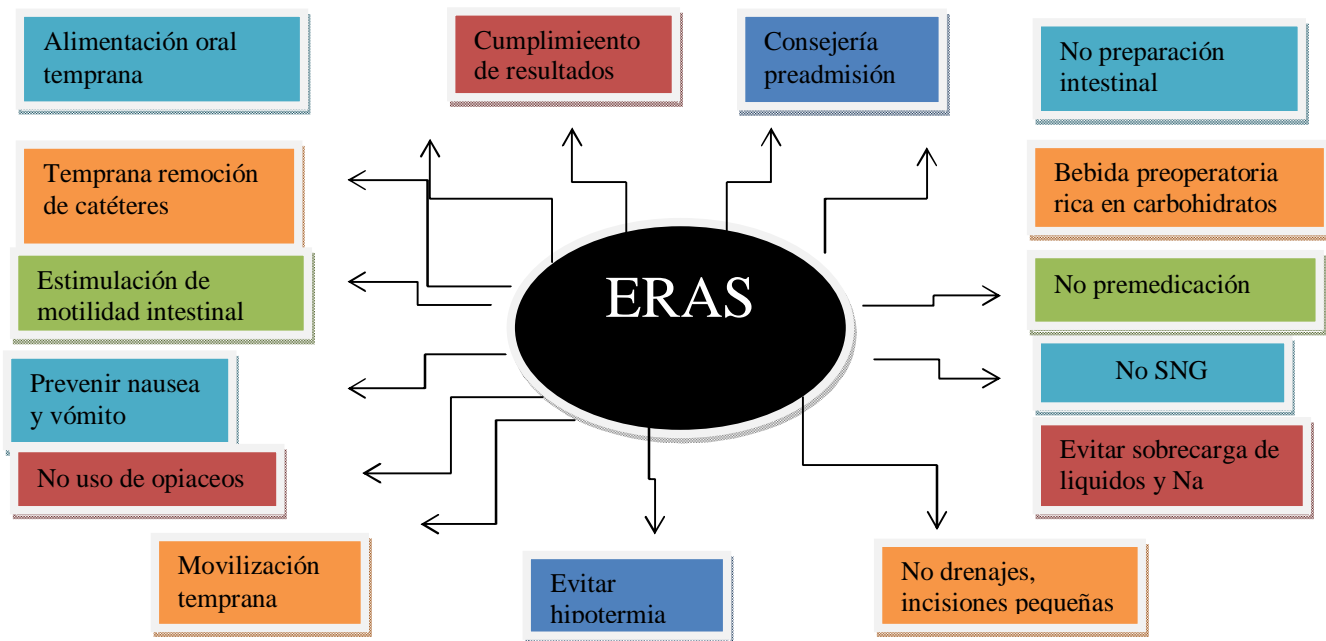 Alimentación oral
temprana
Cumplimieento
de resultados
Consejería
preadmisión
No preparación
intestinal
Temprana remoción
de catéteres
Bebida preoperatoria
rica en carbohidratos
Estimulación de
motilidad intestinal
ERAS
No premedicación
Prevenir nausea
y vómito
No SNG
No uso de opiaceos
Evitar sobrecarga de
liquidos y Na
Movilización
temprana
Evitar
hipotermia
No drenajes,
incisiones pequeñas